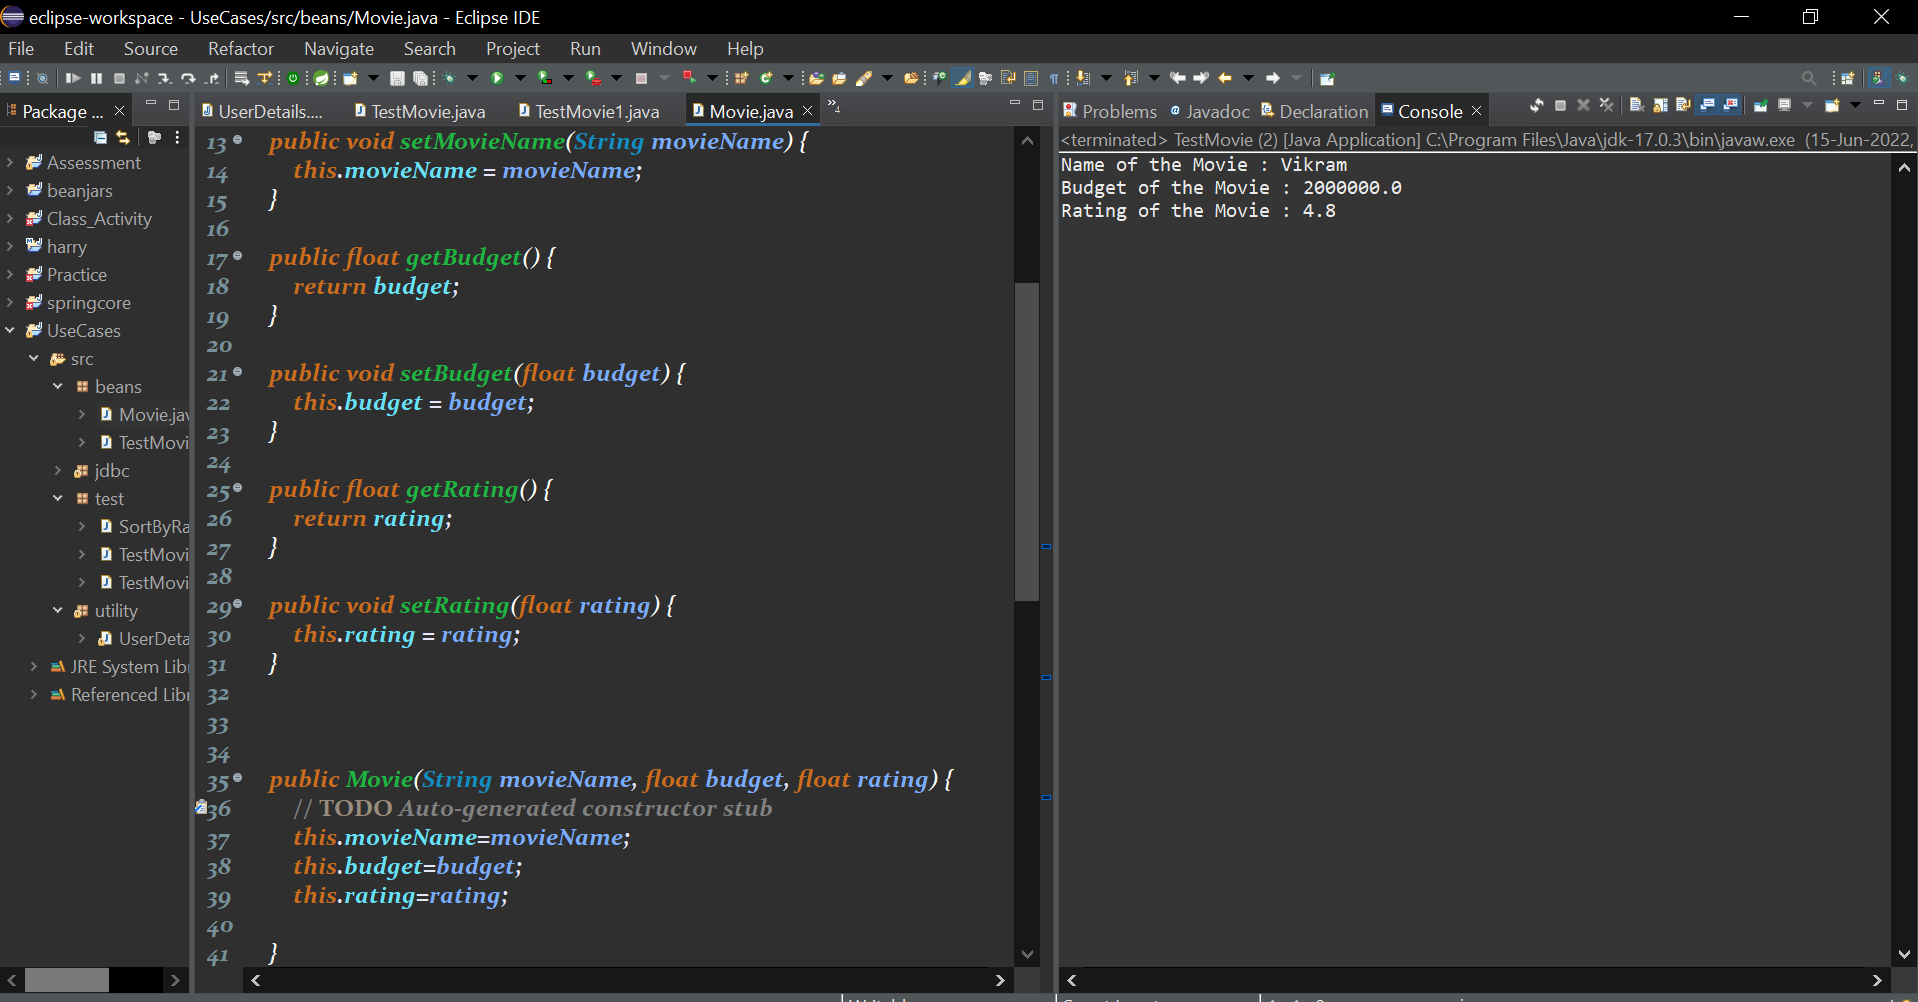 eclipse-workspace - UseCases/src/beans/Movie.java - Eclipse IDE
File Edit Source Refactor Navigate Search Project Run Window Help
Package ...
Assessment
beanjars
Class_Activity
harry
Practice
springcore
UseCases
src
beans
Movie.jav
TestMovi
jdbc
test
SortByRa
TestMovi
TestMovi
utility
UserDeta
JRE System Libr
Referenced Libr
UserDetails.... TestMovie.java TestMovie1.java Movie.java »4
13 public void setMovieName(String movieName) {
14 this.movieName = movieName;
15 }
16
17 public float getBudget() {
18 return budget;
19 }
20
21 public void setBudget(float budget) {
22 this.budget = budget;
23 }
24
25 public float getRating() {
26 return rating;
27 }
28
29 public void setRating(float rating) {
30 this.rating = rating;
31 }
32
33
34
35 public Movie(String movieName, float budget, float rating) {
36 // TODO Auto-generated constructor stub
37 this.movieName=movieName;
38 this.budget=budget;
39 this.rating=rating;
40
41 }
Problems @ Javadoc Declaration Console
<terminated> TestMovie (2) [Java Application] C:\Program Files\Java\jdk-17.0.3\bin\javaw.exe (15-Jun-2022,
Name of the Movie : Vikram
Budget of the Movie : 2000000.0
Rating of the Movie : 4.8